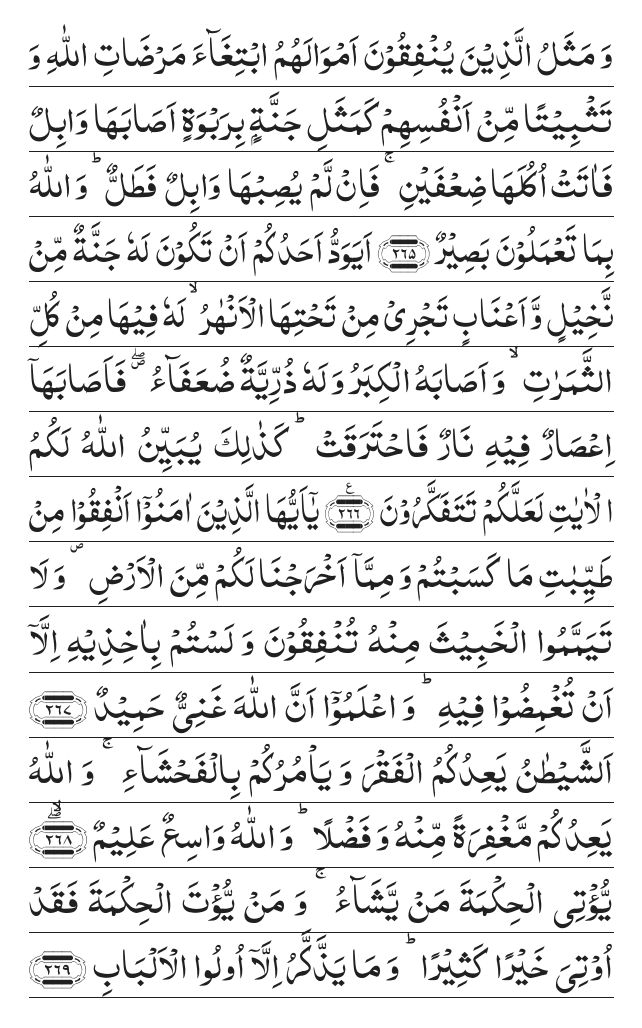 وَ مَثَلُ الَّذِیْنَ یُنْفِقُوْنَ اَمْوَالَهُمُ ابْتِغَآءَ مَرْضَاتِ اللّٰهِ وَ
تَثْبِیْتًا مِّنْ اَنْفُسِهِمْ كَمَثَلِ جَنَّةٍۭ بِرَبْوَةٍ اَصَابَهَا وَابِلٌ
فَاٰتَتْ اُكُلَهَا ضِعْفَیْنِ ۚ فَاِنْ لَّمْ یُصِبْهَا وَابِلٌ فَطَلٌّ ؕ وَ اللّٰهُ
بِمَا تَعْمَلُوْنَ بَصِیْرٌ ﴿۲۶۵﴾ اَیَوَدُّ اَحَدُكُمْ اَنْ تَكُوْنَ لَهٗ جَنَّةٌ مِّنْ
نَّخِیْلٍ وَّ اَعْنَابٍ تَجْرِیْ مِنْ تَحْتِهَا الْاَنْهٰرُ ۙ لَهٗ فِیْهَا مِنْ كُلِّ
الثَّمَرٰتِ ۙ وَ اَصَابَهُ الْكِبَرُ وَ لَهٗ ذُرِّیَّةٌ ضُعَفَآءُ ۪ۖ فَاَصَابَهَاۤ
اِعْصَارٌ فِیْهِ نَارٌ فَاحْتَرَقَتْ ؕ كَذٰلِكَ یُبَیِّنُ اللّٰهُ لَكُمُ
الْاٰیٰتِ لَعَلَّكُمْ تَتَفَكَّرُوْنَ ﴿۲۶۶﴾ ع یٰۤاَیُّهَا الَّذِیْنَ اٰمَنُوْۤا اَنْفِقُوْا مِنْ
طَیِّبٰتِ مَا كَسَبْتُمْ وَ مِمَّاۤ اَخْرَجْنَا لَكُمْ مِّنَ الْاَرْضِ ۪ وَ لَا
تَیَمَّمُوا الْخَبِیْثَ مِنْهُ تُنْفِقُوْنَ وَ لَسْتُمْ بِاٰخِذِیْهِ اِلَّاۤ
اَنْ تُغْمِضُوْا فِیْهِ ؕ وَ اعْلَمُوْۤا اَنَّ اللّٰهَ غَنِیٌّ حَمِیْدٌ ﴿۲۶۷﴾
اَلشَّیْطٰنُ یَعِدُكُمُ الْفَقْرَ وَ یَاْمُرُكُمْ بِالْفَحْشَآءِ ۚ وَ اللّٰهُ
یَعِدُكُمْ مَّغْفِرَةً مِّنْهُ وَ فَضْلًا ؕ وَ اللّٰهُ وَاسِعٌ عَلِیْمٌ ﴿۲۶۸﴾ ۖۙ
یُّؤْتِی الْحِكْمَةَ مَنْ یَّشَآءُ ۚ وَ مَنْ یُّؤْتَ الْحِكْمَةَ فَقَدْ
اُوْتِیَ خَیْرًا كَثِیْرًا ؕ وَ مَا یَذَّكَّرُ اِلَّاۤ اُولُوا الْاَلْبَابِ ﴿۲۶۹﴾